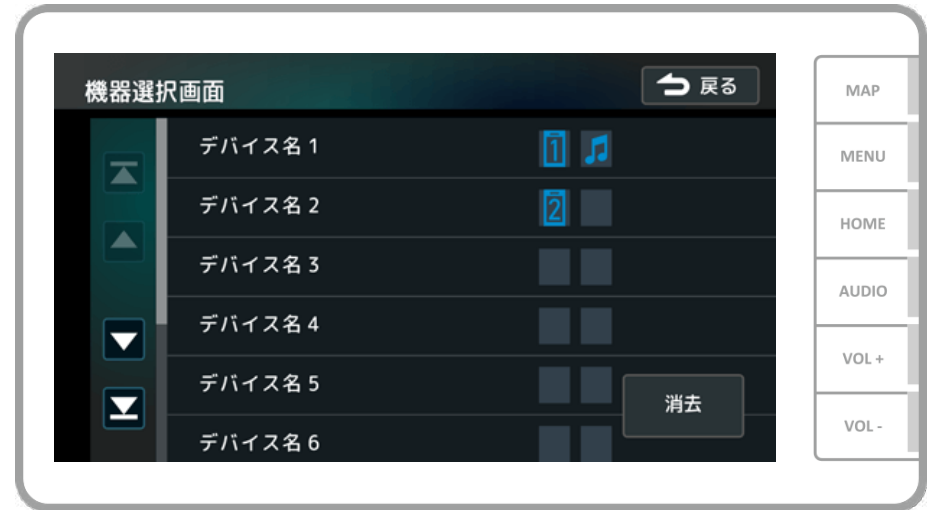 機器選択画面
戻る
デバイス名 1
1
デバイス名 2
2
デバイス名 3
デバイス名 4
デバイス名 5
消去
デバイス名 6
MAP
MENU
HOME
AUDIO
VOL +
VOL -